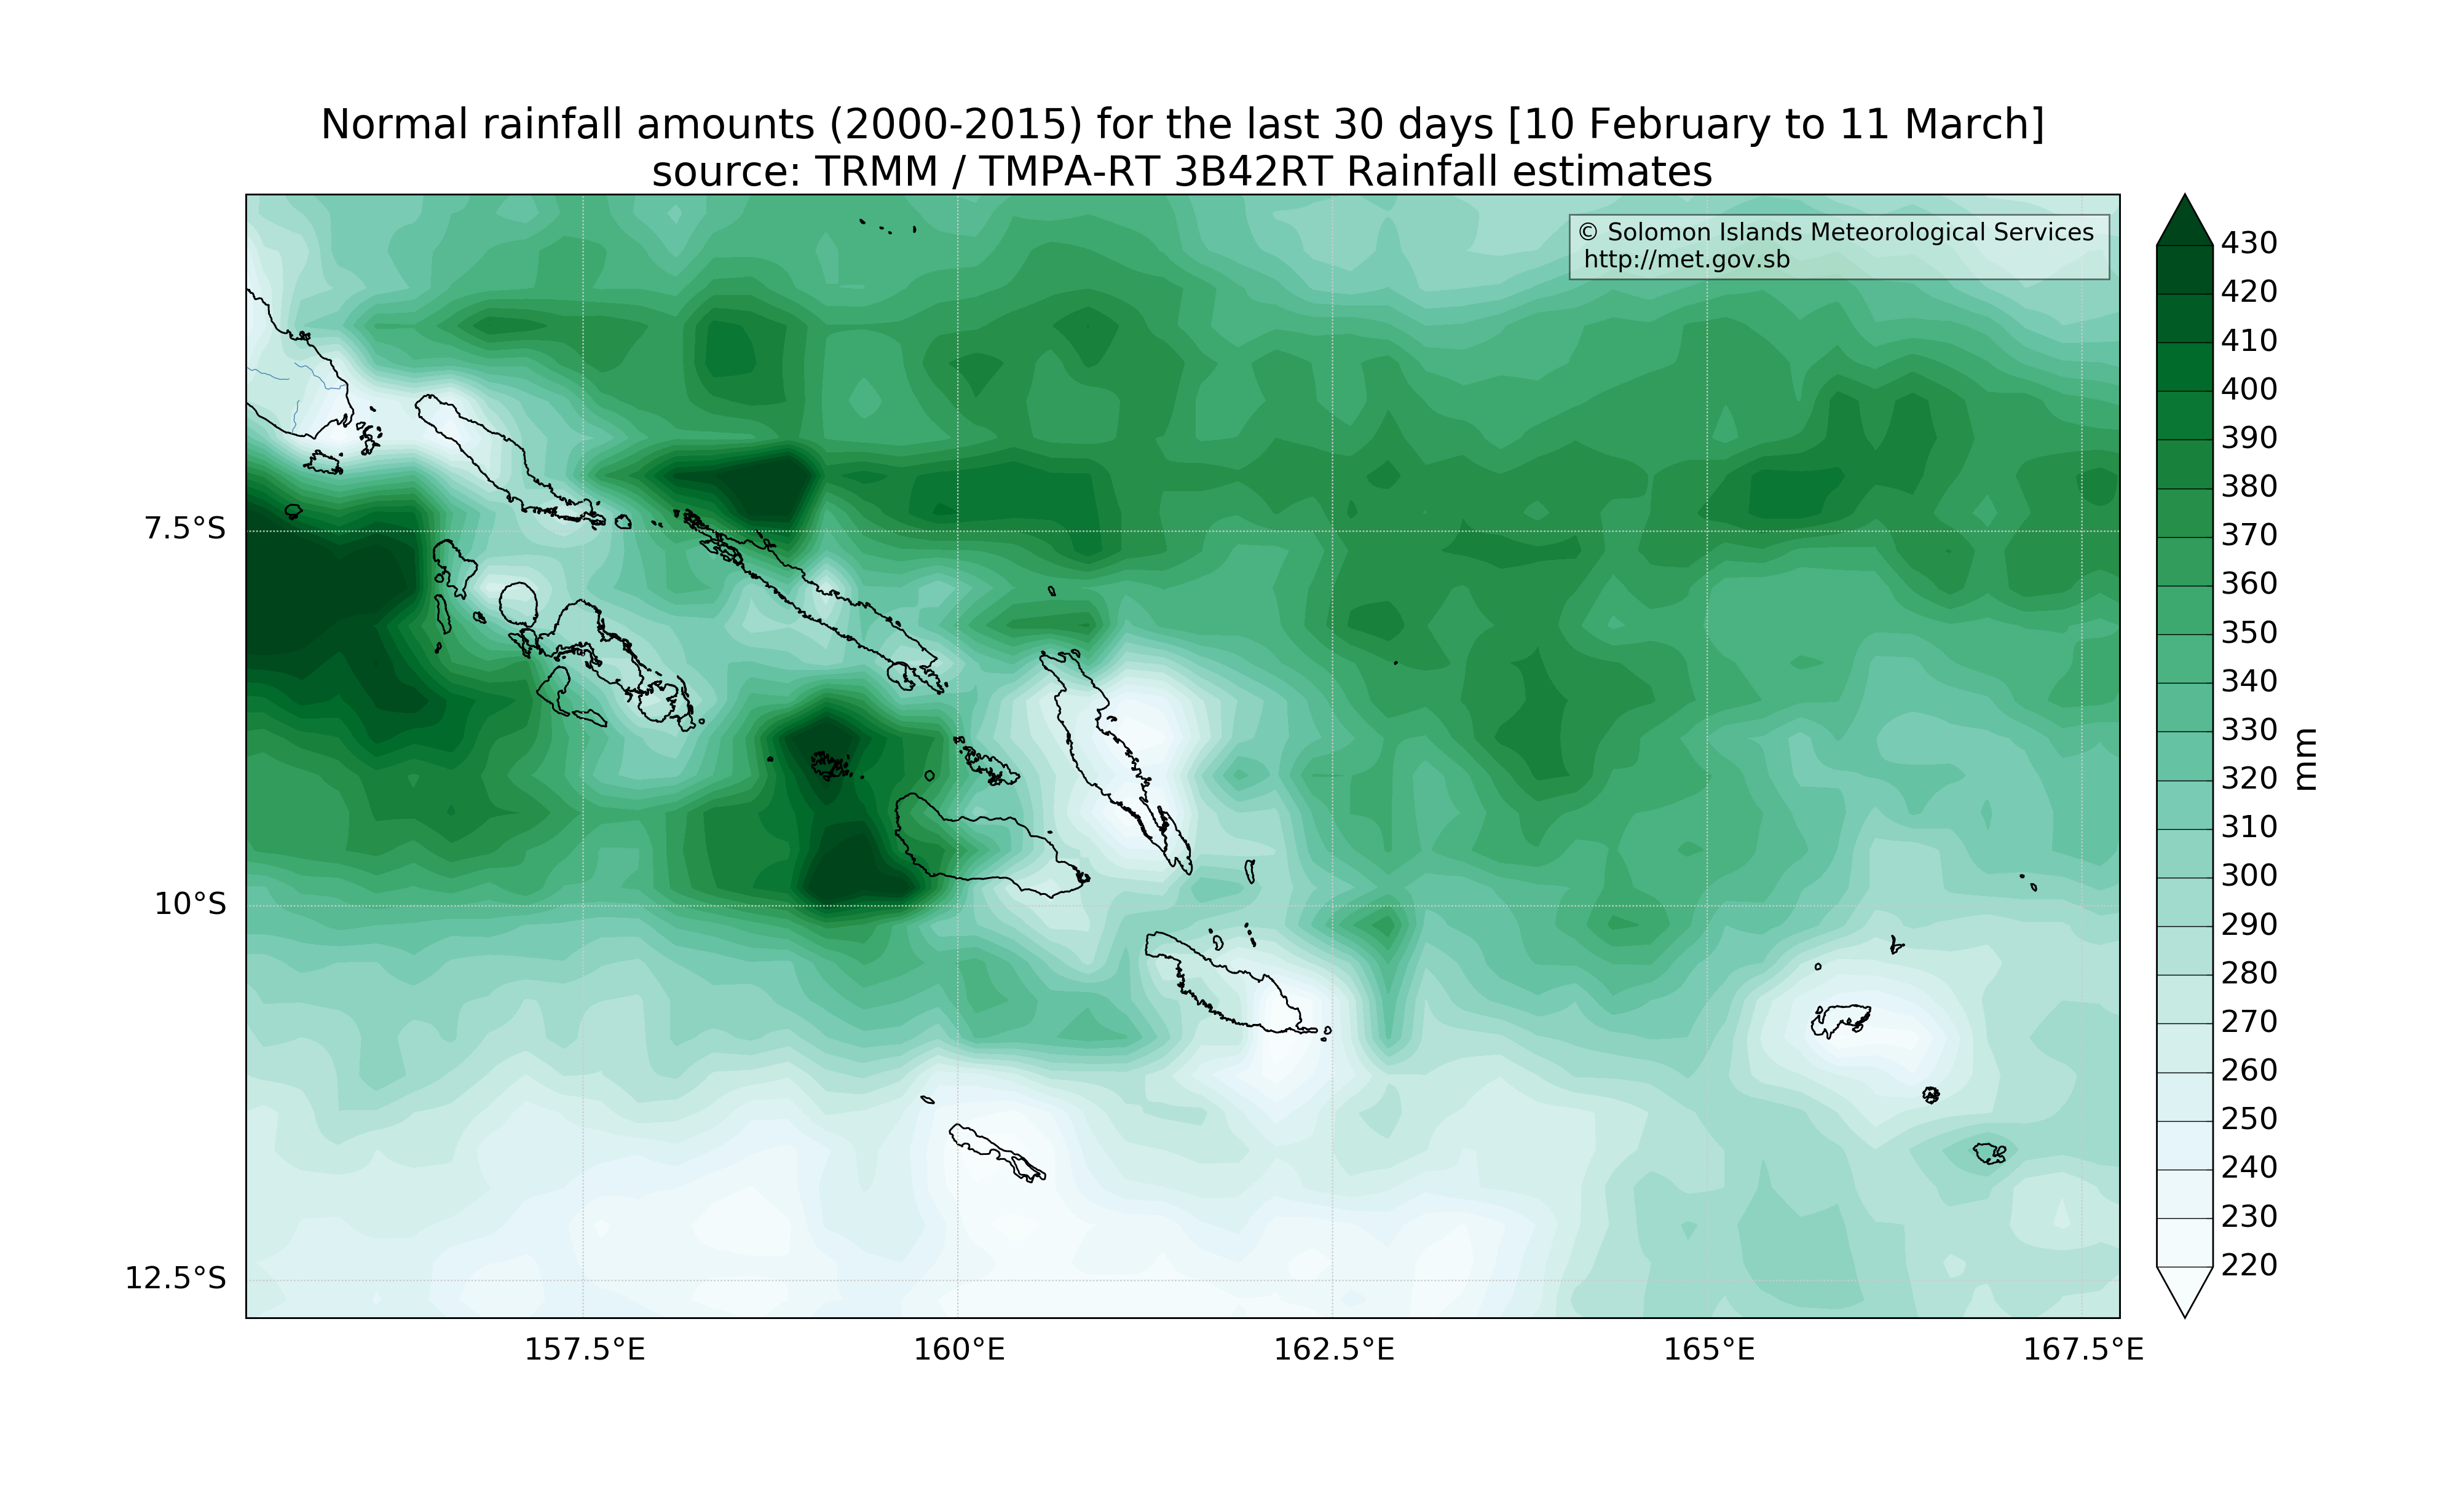 Normal rainfall amounts (2000-2015) for the last 30 days [10 February to 11 March]
source: TRMM / TMPA-RT 3B42RT Rainfall estimates
© Solomon Islands Meteorological Services
http://met.gov.sb
7.5°S
10°S
12.5°S
157.5°E
160°E
162.5°E
165°E
167.5°E
430
420
410
400
390
380
370
360
350
340
330
320
310
300
290
280
270
260
250
240
230
220
mm